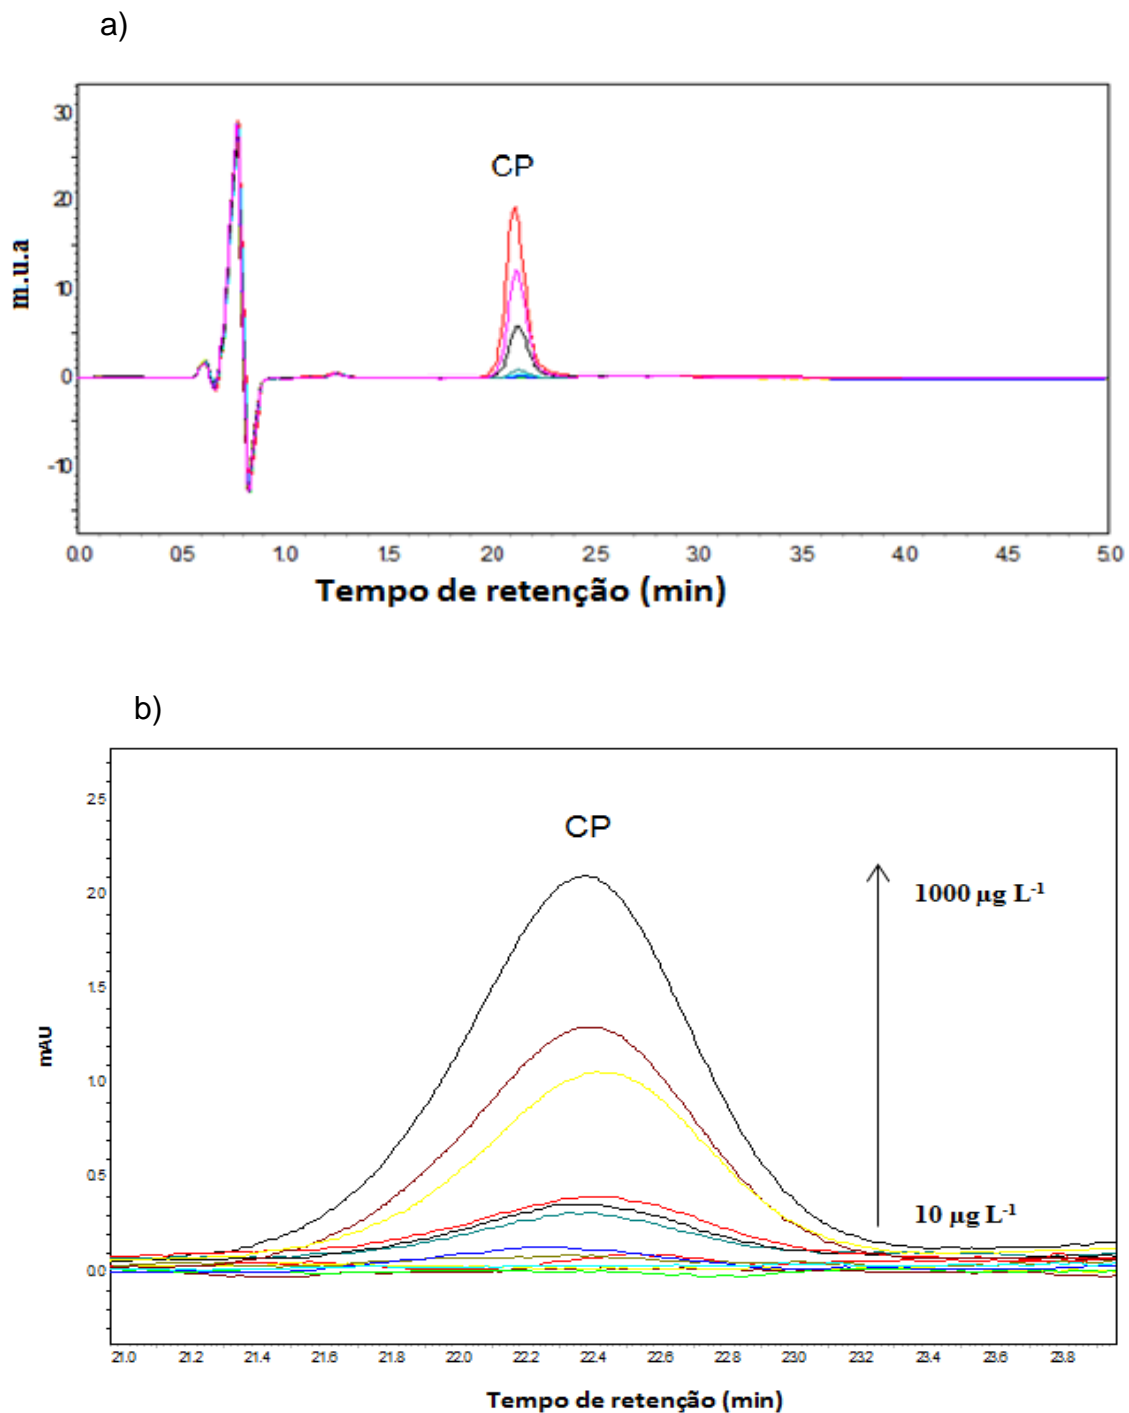 a)
30
20
10
0
-10
m.u.a
CP
0.0 0.5 1.0 1.5 2.0 2.5 3.0 3.5 4.0 4.5 5.0
Tempo de retenção (min)
b)
2.5
2.0
1.5
1.0
0.5
0.0
mAU
CP
1000 µg L⁻¹
10 µg L⁻¹
21.0 21.2 21.4 21.6 21.8 22.0 22.2 22.4 22.6 22.8 23.0 23.2 23.4 23.6 23.8
Tempo de retenção (min)